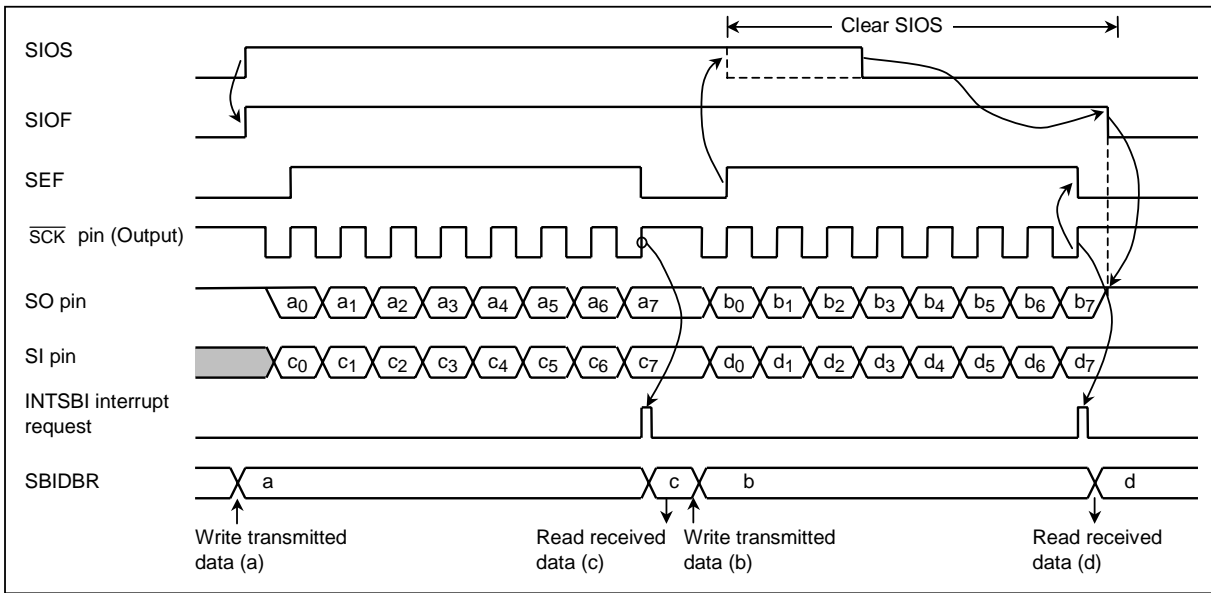 Clear SIOS
SIOS
SIOF
SEF
SCK pin (Output)
SO pin a0 a1 a2 a3 a4 a5 a6 a7 b0 b1 b2 b3 b4 b5 b6 b7
SI pin c0 c1 c2 c3 c4 c5 c6 c7 d0 d1 d2 d3 d4 d5 d6 d7
INTSBI interrupt
request
SBIDBR a c b d
Write transmitted
data (a)
Read received
data (c)
Write transmitted
data (b)
Read received
data (d)